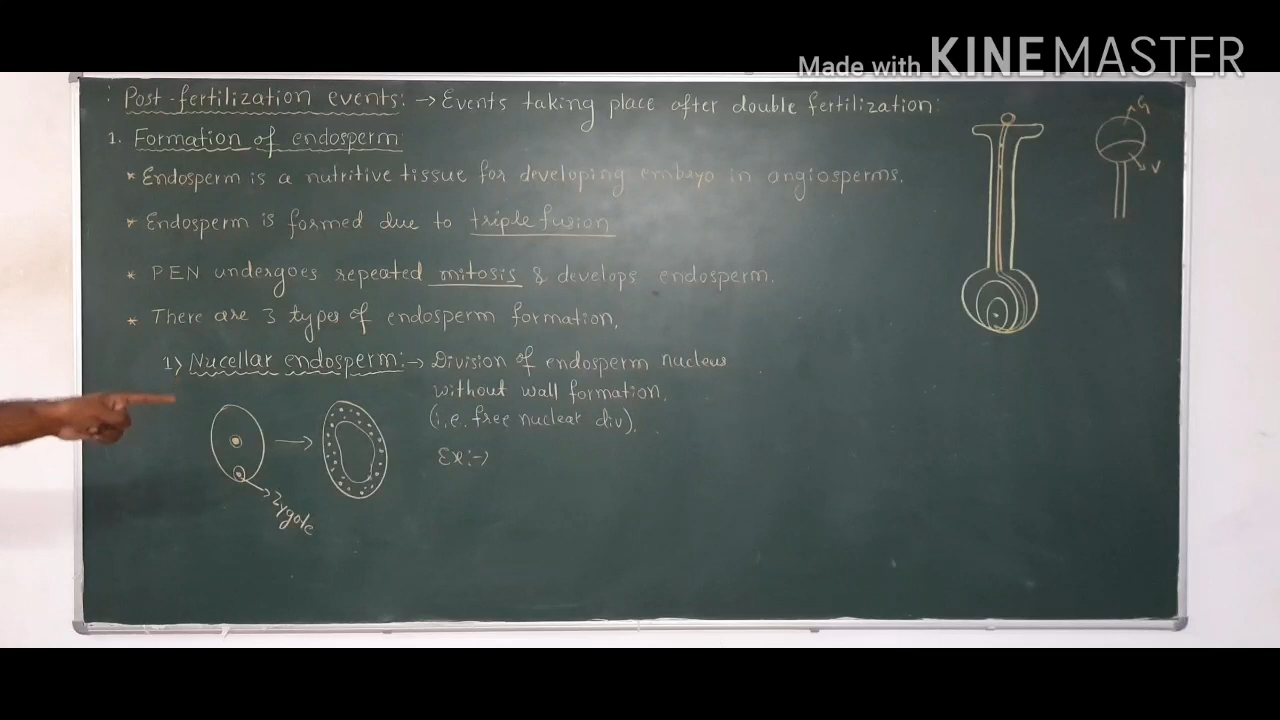 Made with KINEMASTER
: Post-fertilization events: → Events taking place after double fertilization:
1. Formation of endosperm
* Endosperm is a nutritive tissue for developing embryo in angiosperms.
* Endosperm is formed due to triple fusion
* PEN undergoes repeated mitosis & develops endosperm.
* There are 3 types of endosperm formation.
1) Nucellar endosperm: → Division of endosperm nucleus
without wall formation.
(i.e. free nuclear div).
Ex:→
Zygote
G
V